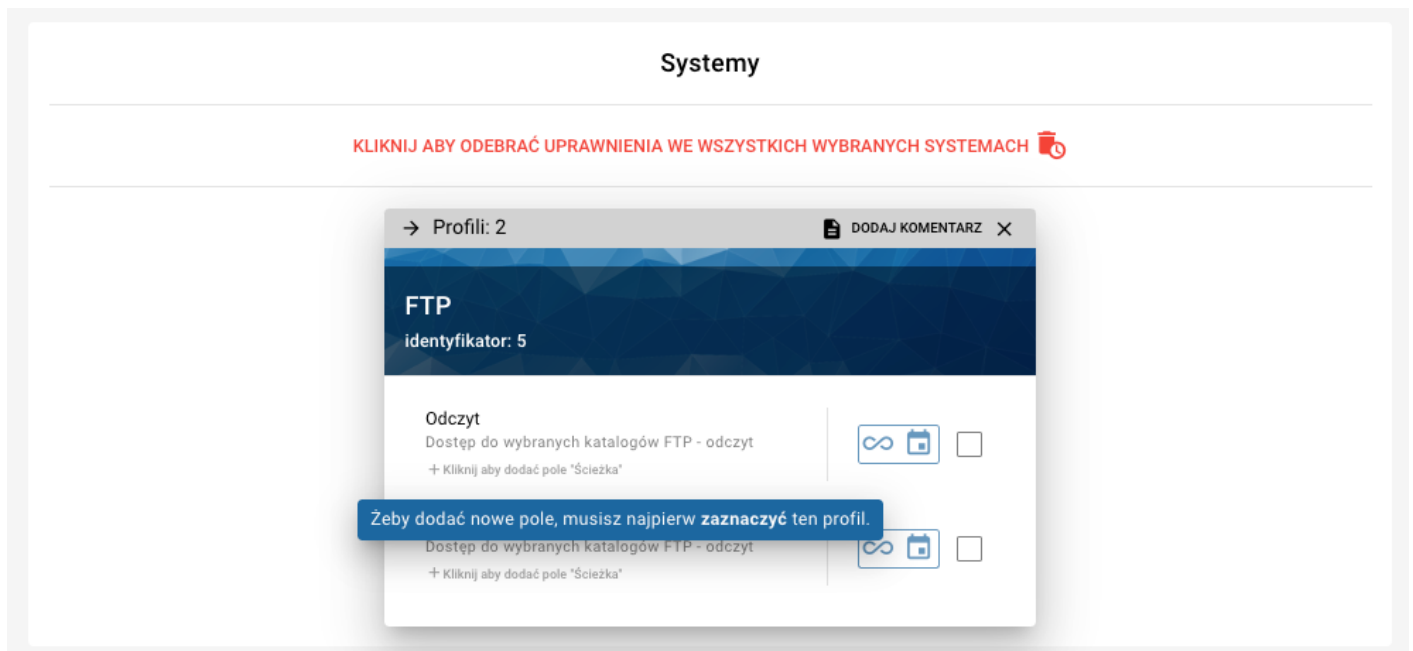 Systemy
KLIKNIJ ABY ODEBRAĆ UPRAWNIENIA WE WSZYSTKICH WYBRANYCH SYSTEMACH
Profili: 2 DODAJ KOMENTARZ
FTP
identyfikator: 5
Odczyt
Dostęp do wybranych katalogów FTP - odczyt
+ Kliknij aby dodać pole "Ścieżka"
Żeby dodać nowe pole, musisz najpierw zaznaczyć ten profil.
Dostęp do wybranych katalogów FTP - odczyt
+ Kliknij aby dodać pole "Ścieżka"